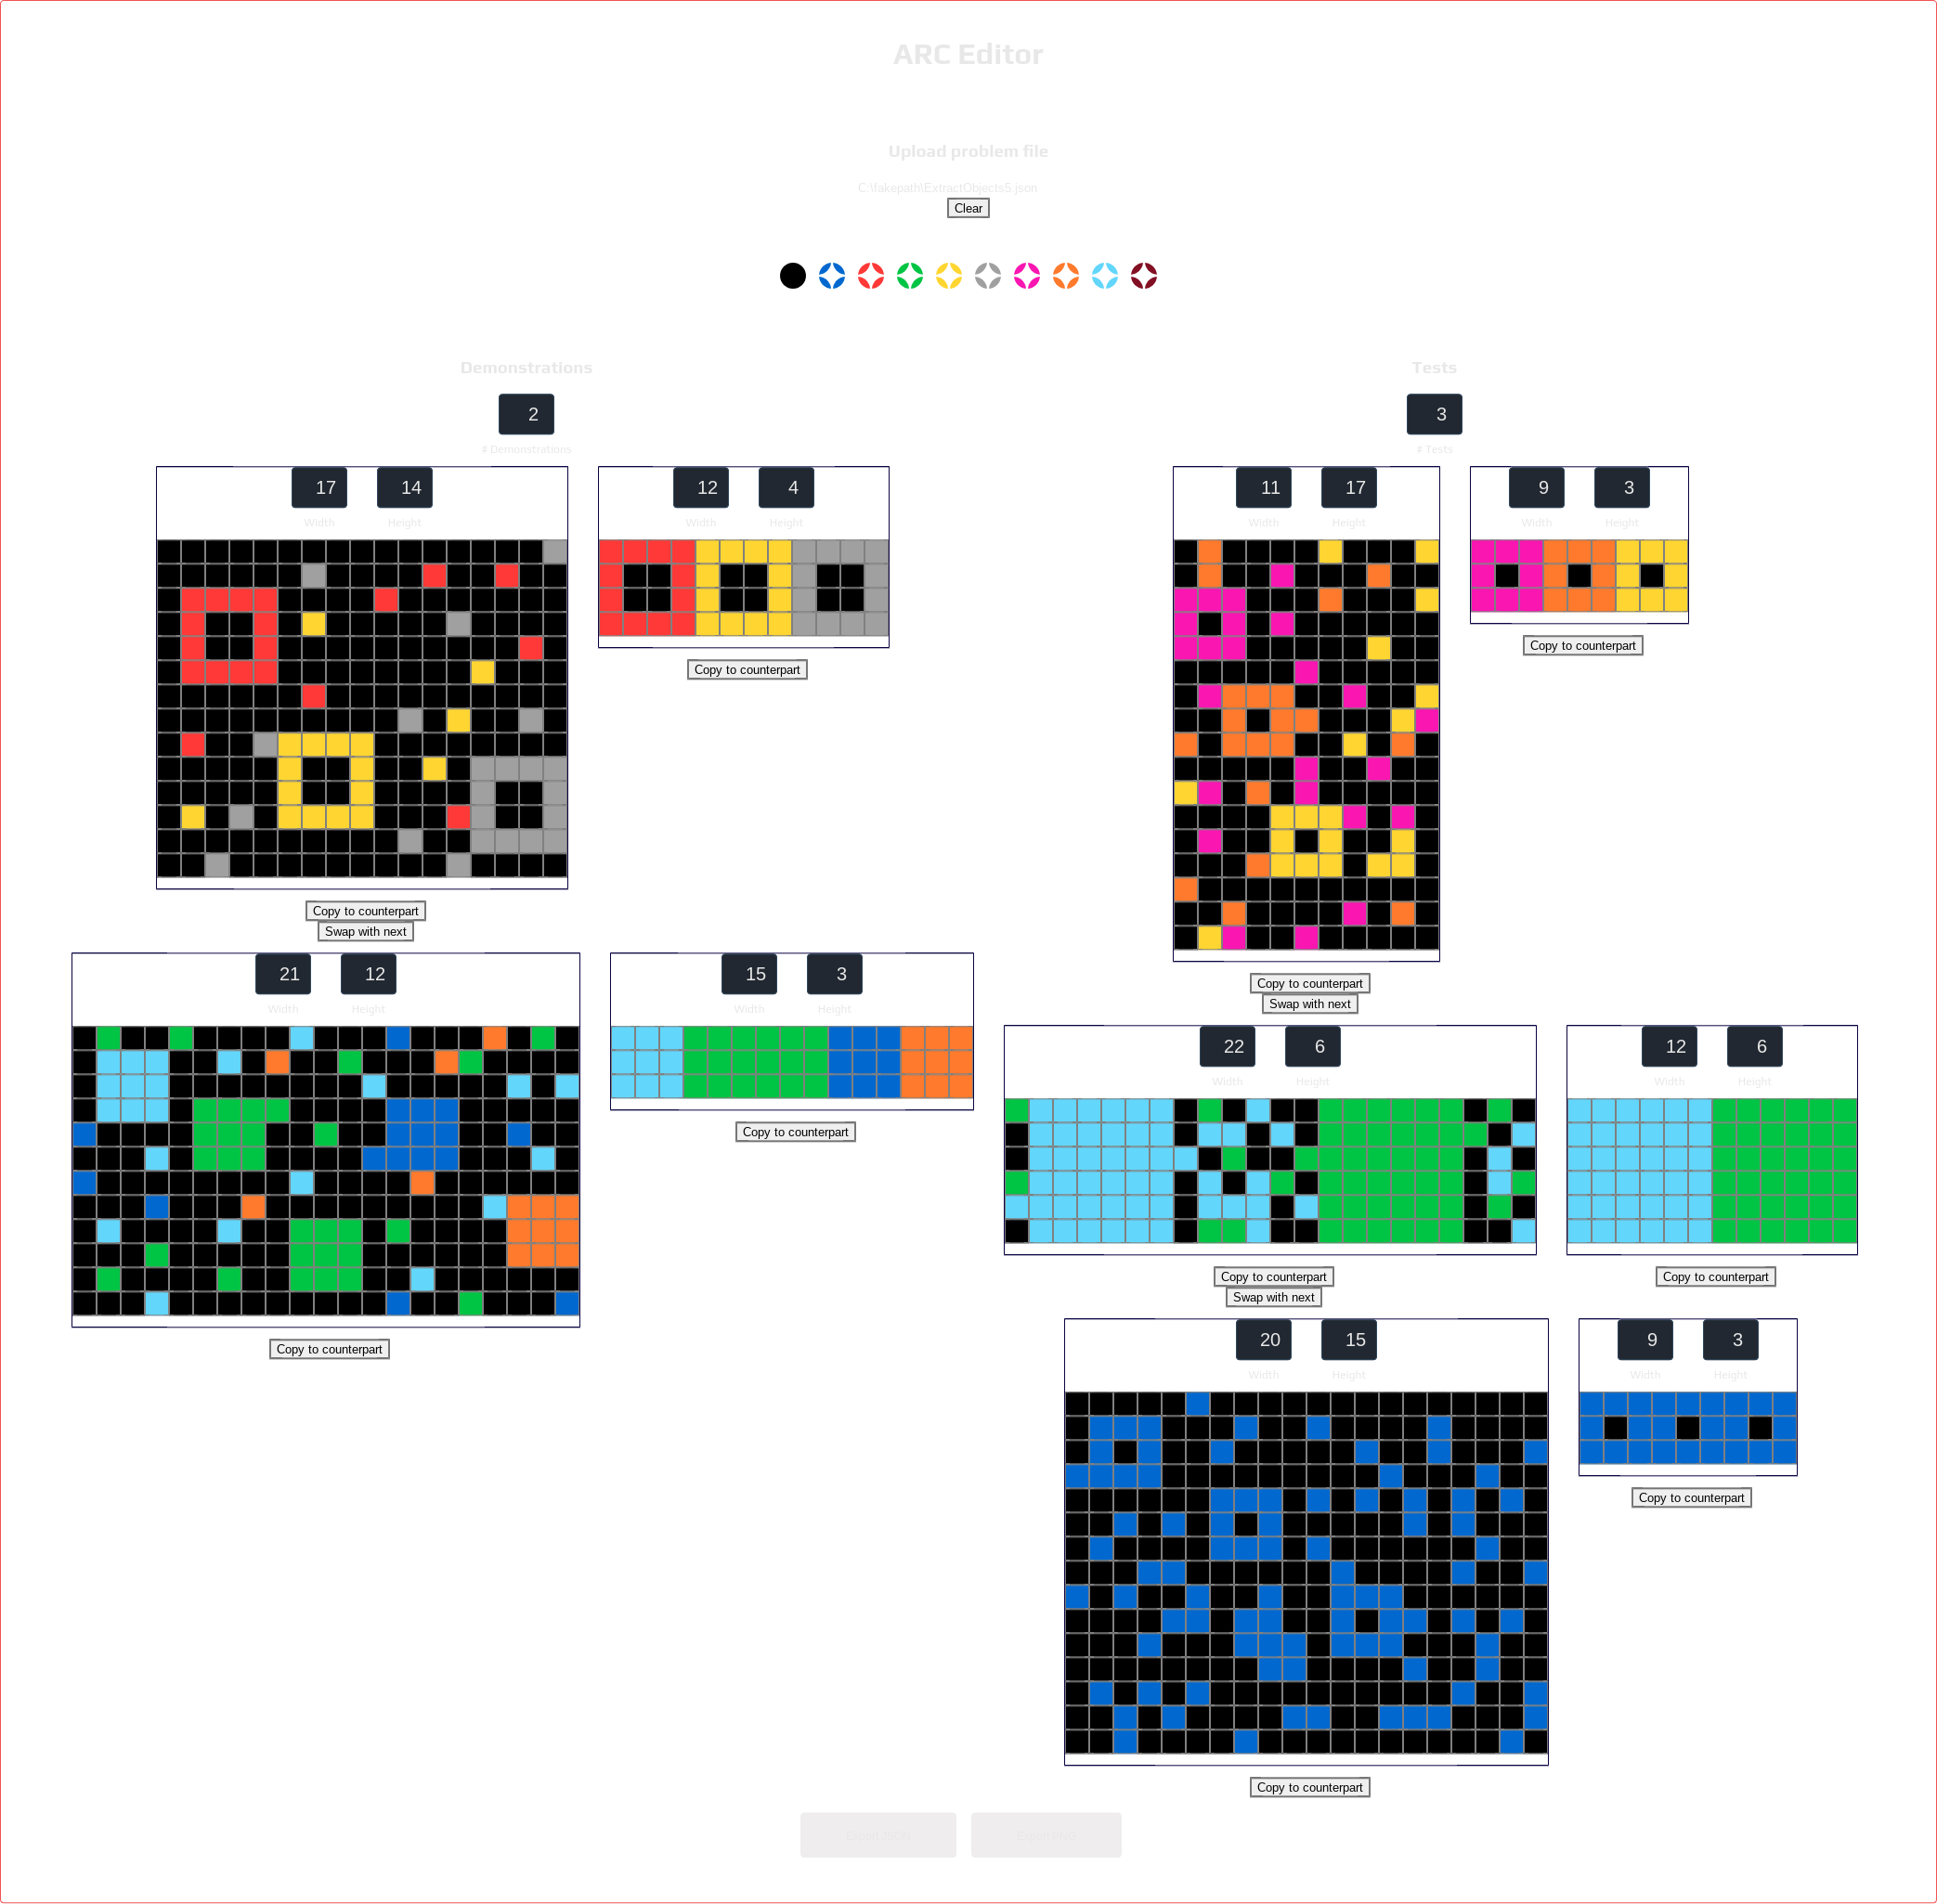 ARC Editor
Upload problem file
C:\fakepath\ExtractObjects5.json
Clear
Demonstrations
2
# Demonstrations
17 14
Width Height
Copy to counterpart
Swap with next
12 4
Width Height
Copy to counterpart
21 12
Width Height
Copy to counterpart
15 3
Width Height
Copy to counterpart
Tests
3
# Tests
11 17
Width Height
Copy to counterpart
Swap with next
9 3
Width Height
Copy to counterpart
22 6
Width Height
Copy to counterpart
Swap with next
12 6
Width Height
Copy to counterpart
20 15
Width Height
Copy to counterpart
9 3
Width Height
Copy to counterpart